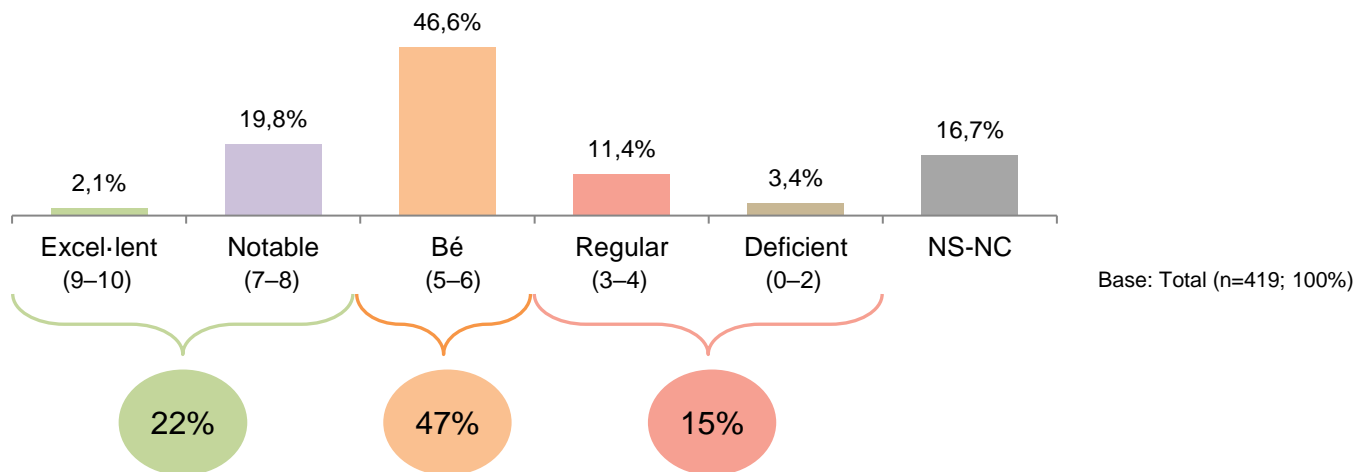 46,6%
19,8%
16,7%
11,4%
2,1%
3,4%
Excel·lent Notable Bé Regular Deficient NS-NC
(9–10) (7–8) (5–6) (3–4) (0–2)
Base: Total (n=419; 100%)
22% 47% 15%